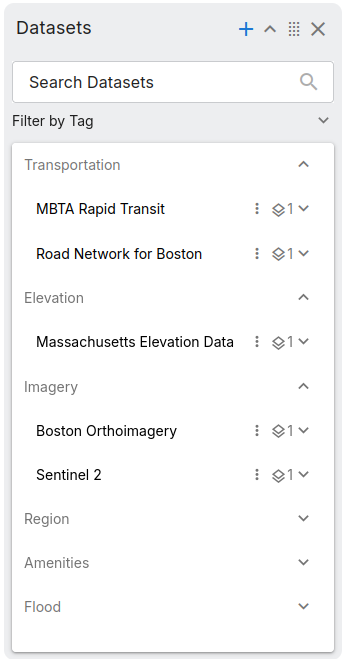 Datasets
Search Datasets
Filter by Tag
Transportation
MBTA Rapid Transit 1
Road Network for Boston 1
Elevation
Massachusetts Elevation Data 1
Imagery
Boston Orthoimagery 1
Sentinel 2 1
Region
Amenities
Flood